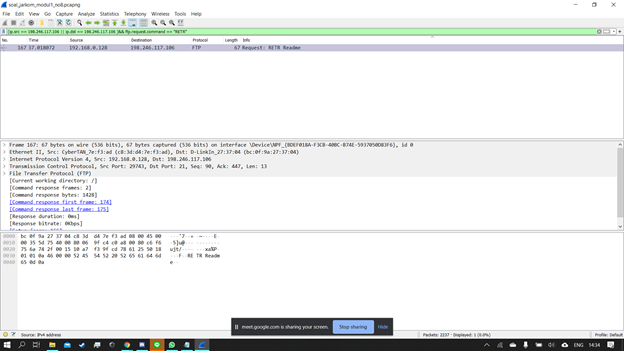 soal_jarkom_modul1_no8.pcapng
File Edit View Go Capture Analyze Statistics Telephony Wireless Tools Help
(ip.src == 198.246.117.106 || ip.dst == 198.246.117.106 )&& ftp.request.command == "RETR"
No. Time Source Destination Protocol Length Info
167 37.018072 192.168.0.128 198.246.117.106 FTP 67 Request: RETR Readme
Frame 167: 67 bytes on wire (536 bits), 67 bytes captured (536 bits) on interface \Device\NPF_{8DEF018A-F3CB-40BC-B74E-5937050D83F6}, id 0
Ethernet II, Src: CyberTAN_7e:f3:ad (c8:3d:d4:7e:f3:ad), Dst: D-LinkIn_27:37:04 (bc:0f:9a:27:37:04)
Internet Protocol Version 4, Src: 192.168.0.128, Dst: 198.246.117.106
Transmission Control Protocol, Src Port: 29743, Dst Port: 21, Seq: 90, Ack: 447, Len: 13
File Transfer Protocol (FTP)
[Current working directory: /]
[Command response frames: 2]
[Command response bytes: 1428]
[Command response first frame: 174]
[Command response last frame: 175]
[Response duration: 0ms]
[Response bitrate: 0Kbps]
0000 bc 0f 9a 27 37 04 c8 3d d4 7e f3 ad 08 00 45 00
0010 00 35 5d 75 40 00 80 06 9f c4 c0 a8 00 80 c6 f6
0020 75 6a 74 2f 00 15 10 a7 f3 9f cd 78 61 25 50 18
0030 01 01 0a 46 00 00 52 45 54 52 20 52 65 61 64 6d
0040 65 0d 0a
meet.google.com is sharing your screen. Stop sharing Hide
Source: IPv4 address Packets: 2237 · Displayed: 1 (0.0%) Profile: Default
ENG 14:34